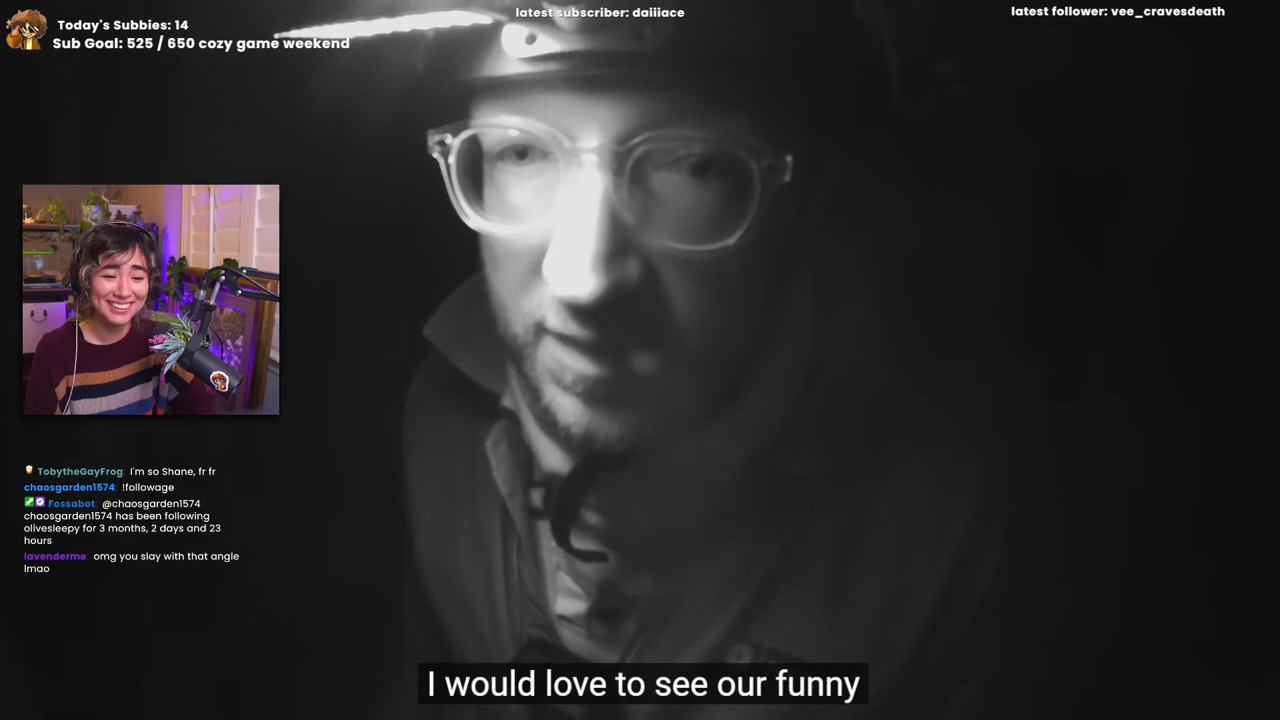 Today's Subbies: 14
Sub Goal: 525 / 650 cozy game weekend
latest subscriber: daiiiace
latest follower: vee_cravesdeath
TobytheGayFrog: I'm so Shane, fr fr
chaosgarden1574: !followage
Fossabot: @chaosgarden1574
chaosgarden1574 has been following
olivesleepy for 3 months, 2 days and 23
hours
lavenderme: omg you slay with that angle
lmao
I would love to see our funny